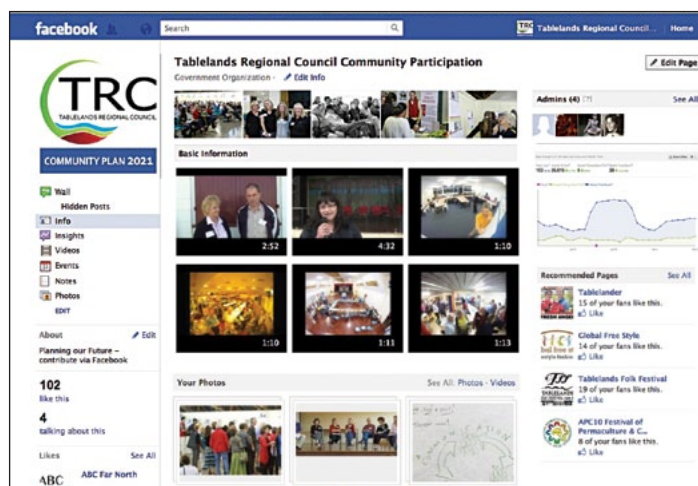 facebook
Search
TRC
Tablelands Regional Council...
Home
TRC
TABLELANDS REGIONAL COUNCIL
COMMUNITY PLAN 2021
Wall
Hidden Posts
Info
Insights
Videos
Events
Notes
Photos
EDIT
About
Edit
Planning our Future –
contribute via Facebook
102
like this
4
talking about this
Likes
See All
ABC
ABC Far North
Tablelands Regional Council Community Participation
Government Organization · Edit Info
Basic Information
2:52
4:32
1:10
1:10
1:11
1:13
Your Photos
See All: Photos · Videos
Edit Page
Admins (4) [?]
See All
Recommended Pages
See All
Tablelander
15 of your fans like this.
Like
Global Free Style
14 of your fans like this.
Like
Tablelands Folk Festival
19 of your fans like this.
Like
APC10 Festival of
Permaculture & C...
8 of your fans like this.
Like